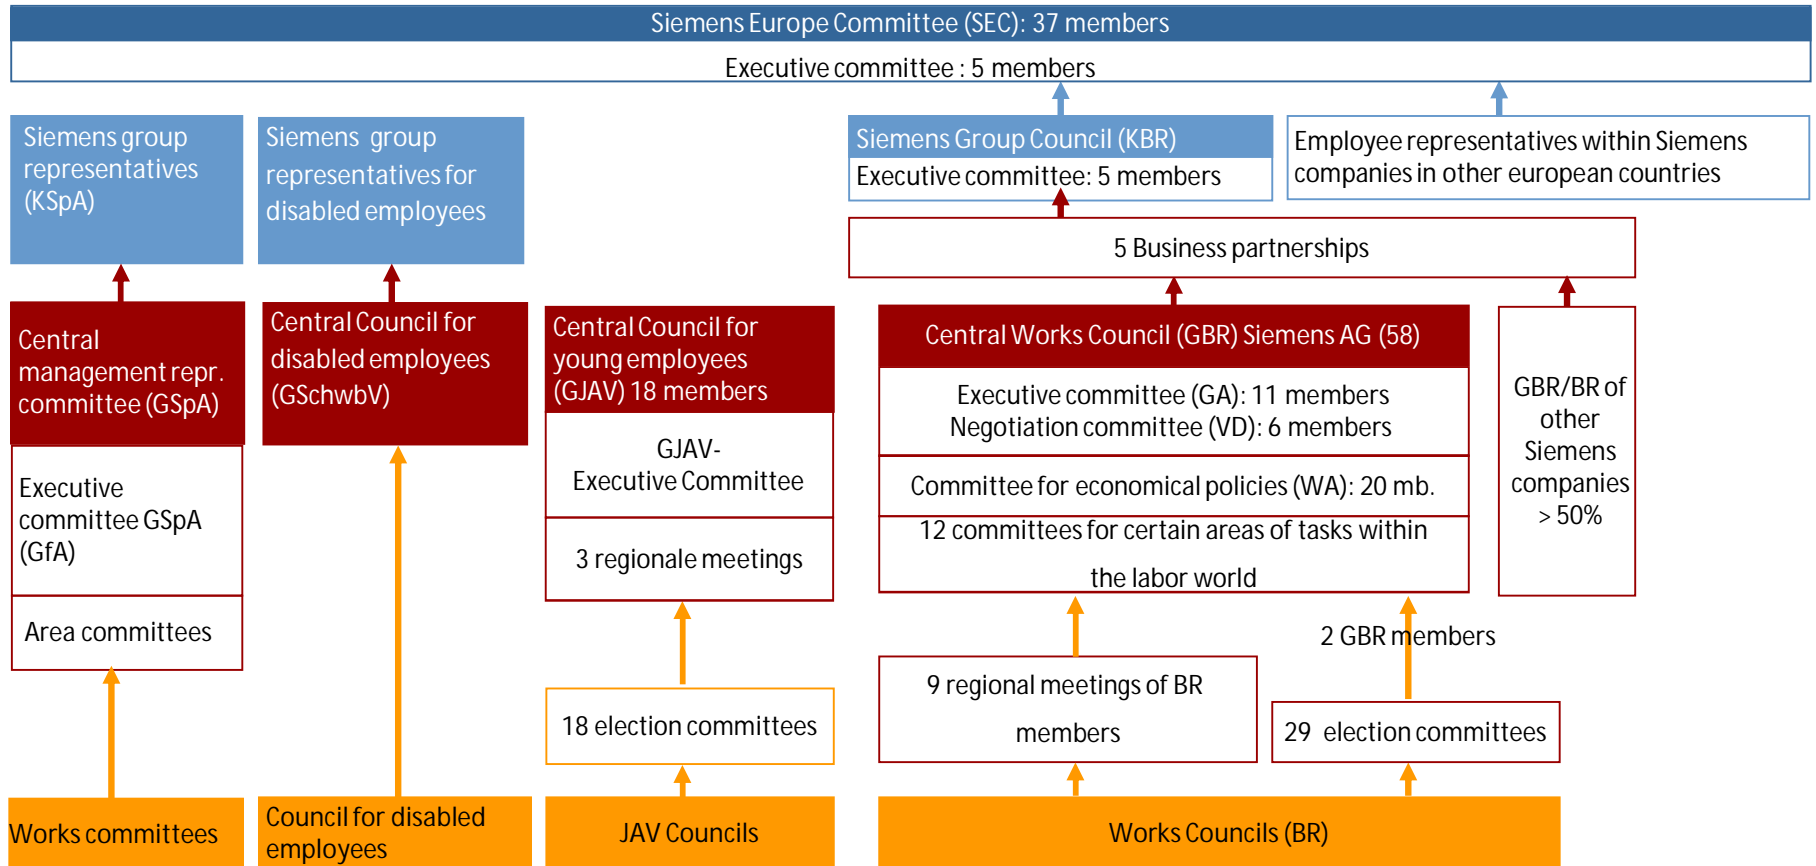 Siemens Europe Committee (SEC): 37 members
Executive committee : 5 members
Siemens group
representatives
(KSpA)
Siemens group
representatives for
disabled employees
Siemens Group Council (KBR)
Executive committee: 5 members
Employee representatives within Siemens
companies in other european countries
5 Business partnerships
Central
management repr.
committee (GSpA)
Executive
committee GSpA
(GfA)
Area committees
Central Council for
disabled employees
(GSchwbV)
Central Council for
young employees
(GJAV) 18 members
GJAV-
Executive Committee
3 regionale meetings
Central Works Council (GBR) Siemens AG (58)
Executive committee (GA): 11 members
Negotiation committee (VD): 6 members
Committee for economical policies (WA): 20 mb.
12 committees for certain areas of tasks within
the labor world
GBR/BR of
other
Siemens
companies
> 50%
2 GBR members
18 election committees
9 regional meetings of BR
members
29 election committees
Works committees
Council for disabled
employees
JAV Councils
Works Councils (BR)